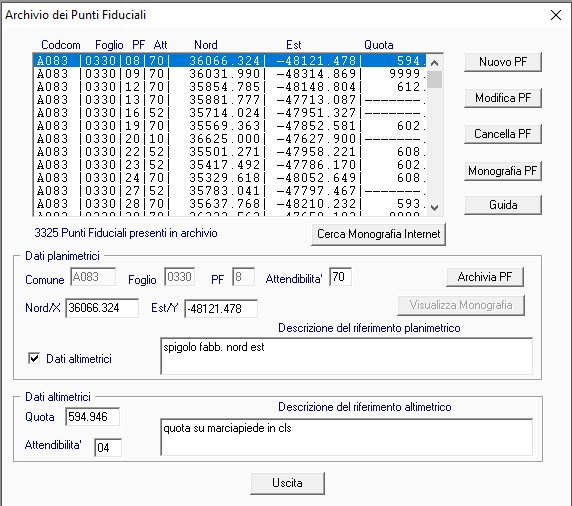 Archivio dei Punti Fiduciali
Codcom Foglio PF Att Nord Est Quota
A083 |0330|08|70| 36066.324| -48121.478| 594.
A083 |0330|09|70| 36031.990| -48314.869| 9999.
A083 |0330|12|70| 35854.785| -48148.804| 612.
A083 |0330|13|70| 35881.777| -47713.087|-------.
A083 |0330|16|52| 35714.024| -47951.327|-------.
A083 |0330|19|70| 35569.363| -47852.581| 602.
A083 |0330|20|10| 36625.000| -47627.900|-------.
A083 |0330|22|52| 35501.271| -47958.221| 608.
A083 |0330|23|52| 35417.492| -47786.170| 602.
A083 |0330|24|70| 35329.618| -48052.649| 608.
A083 |0330|27|52| 35783.041| -47797.467|-------.
A083 |0330|28|70| 35637.768| -48210.232| 593.
Nuovo PF
Modifica PF
Cancella PF
Monografia PF
Guida
3325 Punti Fiduciali presenti in archivio
Cerca Monografia Internet
Dati planimetrici
Comune A083 Foglio 0330 PF 8 Attendibilita' 70 Archivia PF
Nord/X 36066.324 Est/Y -48121.478 Visualizza Monografia
Descrizione del riferimento planimetrico
Dati altimetrici
spigolo fabb. nord est
Dati altimetrici
Descrizione del riferimento altimetrico
Quota 594.946
quota su marciapiede in cls
Attendibilita' 04
Uscita